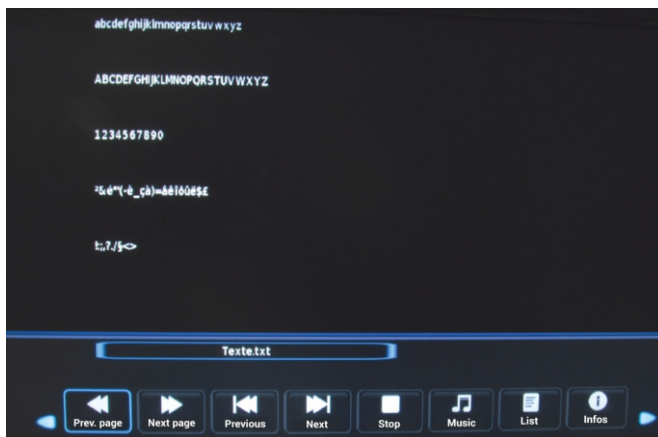 abcdefghijklmnopqrstuvwxyz
ABCDEFGHIJKLMNOPQRSTUVWXYZ
1234567890
²&é"'(-è_çà)=âêîôûë$£
!:;,?./§<>
Texte.txt
Prev. page Next page Previous Next Stop Music List Infos